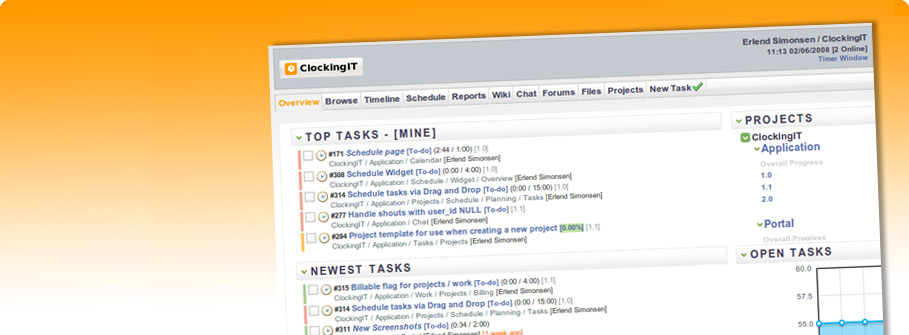 ClockingIT
Erlend Simonsen / ClockingIT
11:13 02/06/2008 [2 Online]
Timer Window
Overview Browse Timeline Schedule Reports Wiki Chat Forums Files Projects New Task
TOP TASKS - [MINE]
#171 Schedule page [To-do] (2:44 / 1:00) [1.0]
ClockingIT / Application / Calendar [Erlend Simonsen]
#308 Schedule Widget [To-do] (0:00 / 4:00) [1.1]
ClockingIT / Application / Schedule / Widget / Overview [Erlend Simonsen]
#314 Schedule tasks via Drag and Drop [To-do] (0:00 / 15:00) [1.0]
ClockingIT / Application / Projects / Schedule / Planning / Tasks [Erlend Simonsen]
#277 Handle shouts with user_id NULL [To-do] [1.1]
ClockingIT / Application / Chat [Erlend Simonsen]
#284 Project template for use when creating a new project [0.00%] [1.1]
ClockingIT / Application / Tasks / Projects [Erlend Simonsen]
NEWEST TASKS
#315 Billable flag for projects / work [To-do] (0:00 / 4:00) [1.1]
ClockingIT / Application / Work / Projects / Billing [Erlend Simonsen]
#314 Schedule tasks via Drag and Drop [To-do] (0:00 / 15:00) [1.0]
ClockingIT / Application / Projects / Schedule / Planning / Tasks [Erlend Simonsen]
#311 New Screenshots [To-do] (0:34 / 2:00)
[1 week ago]
PROJECTS
ClockingIT
Application
Overall Progress
1.0
1.1
2.0
Portal
Overall Progress
OPEN TASKS
60.0
57.5
55.0